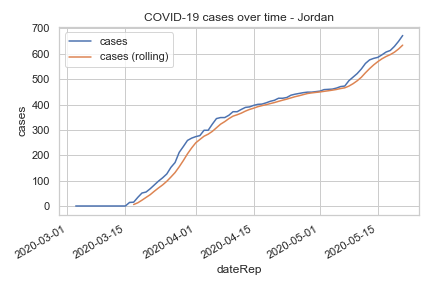 COVID-19 cases over time - Jordan
cases
cases (rolling)
700
600
500
400
300
200
100
0
cases
2020-03-01
2020-03-15
2020-04-01
2020-04-15
2020-05-01
2020-05-15
dateRep